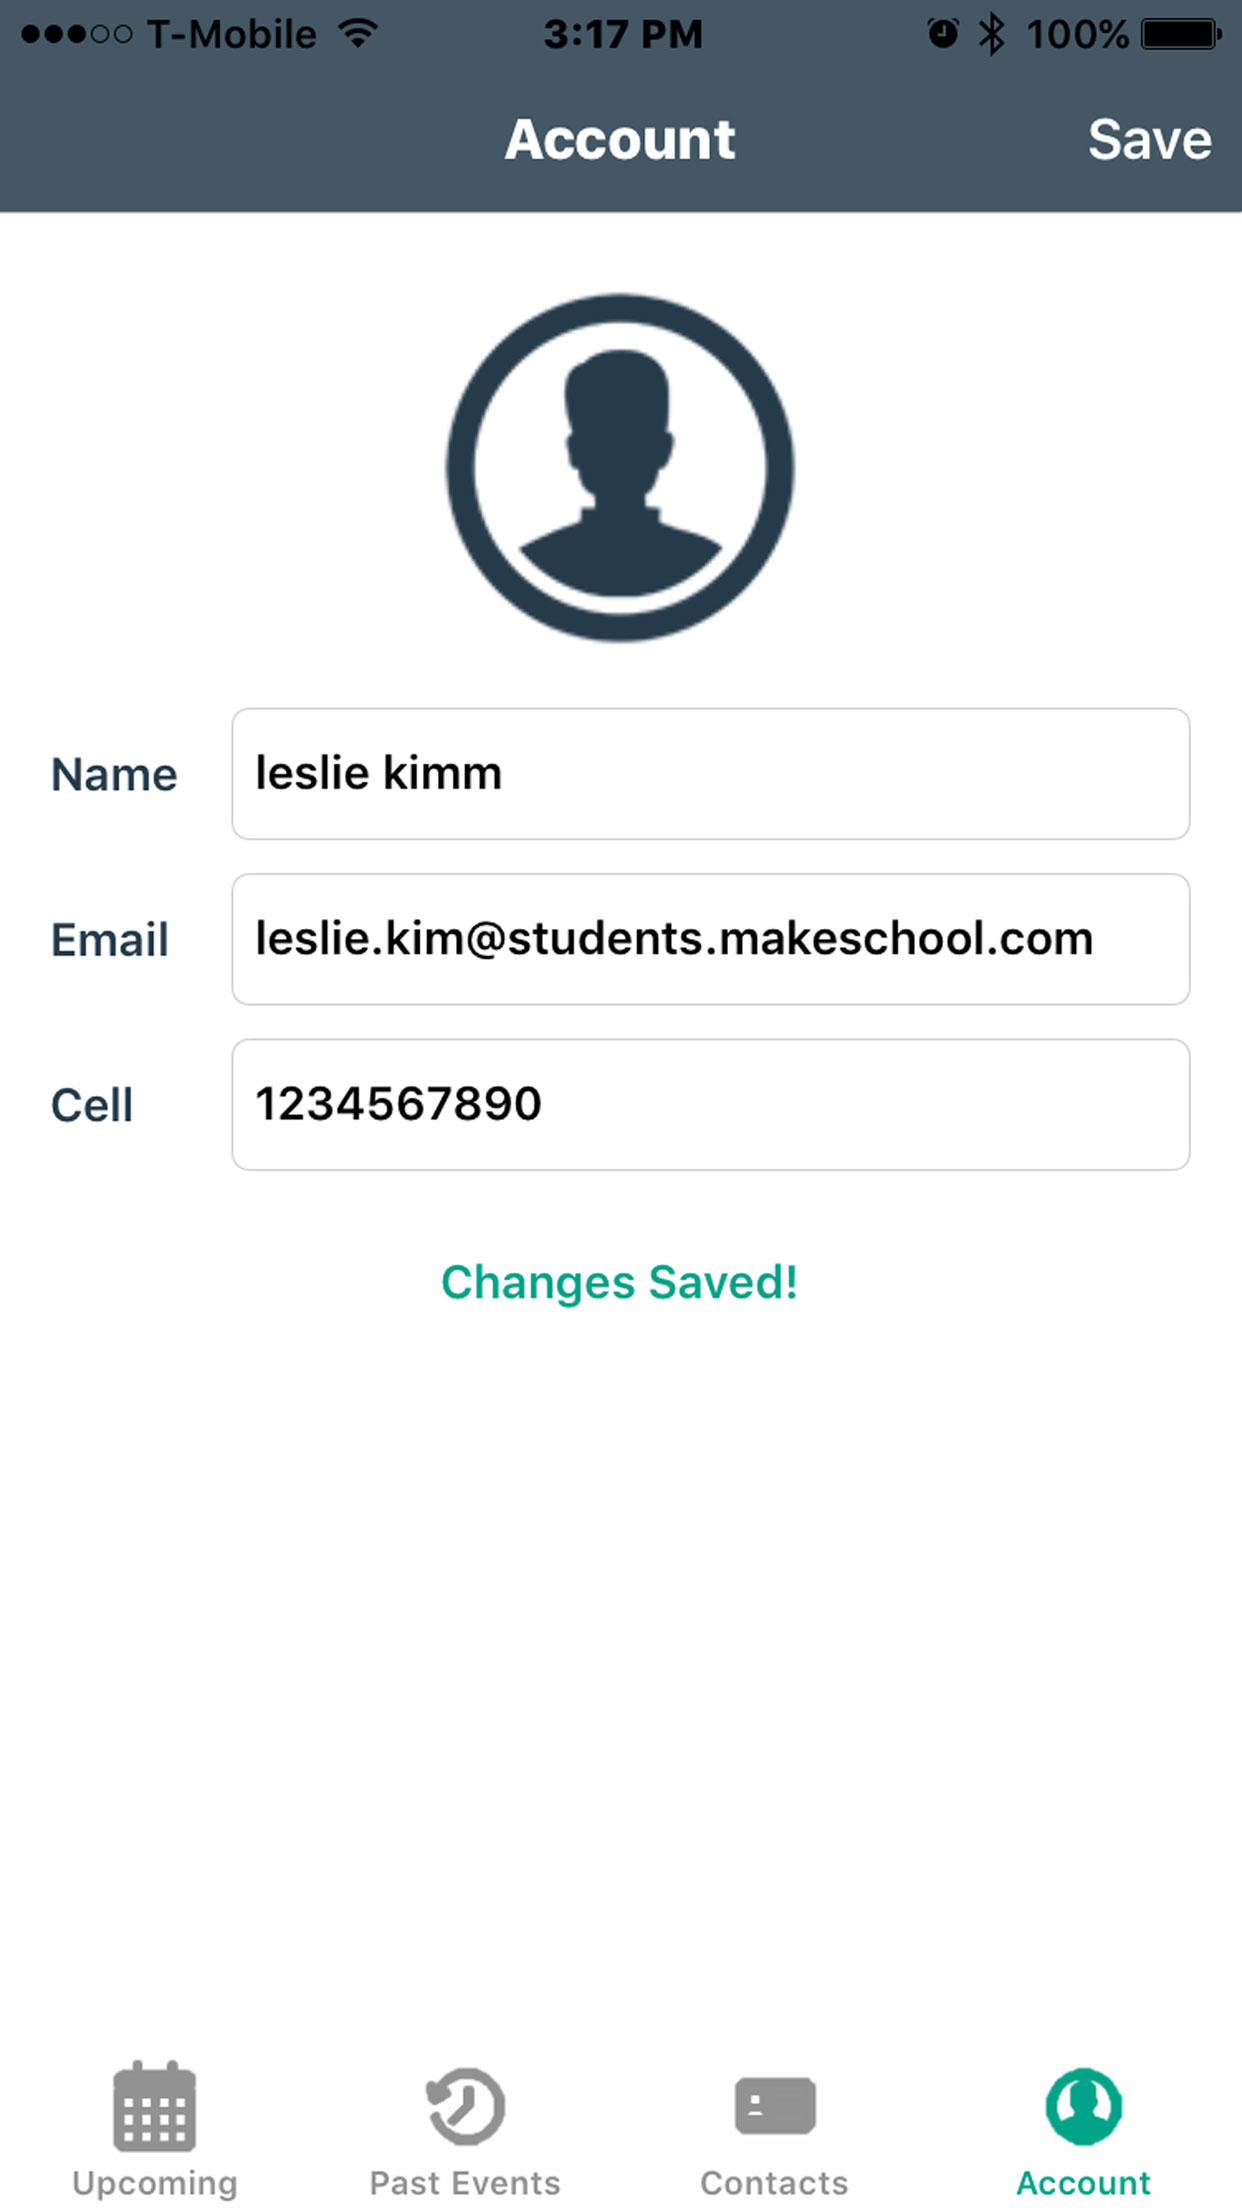 T-Mobile 3:17 PM 100%
Account Save
Name leslie kimm
Email leslie.kim@students.makeschool.com
Cell 1234567890
Changes Saved!
Upcoming Past Events Contacts Account